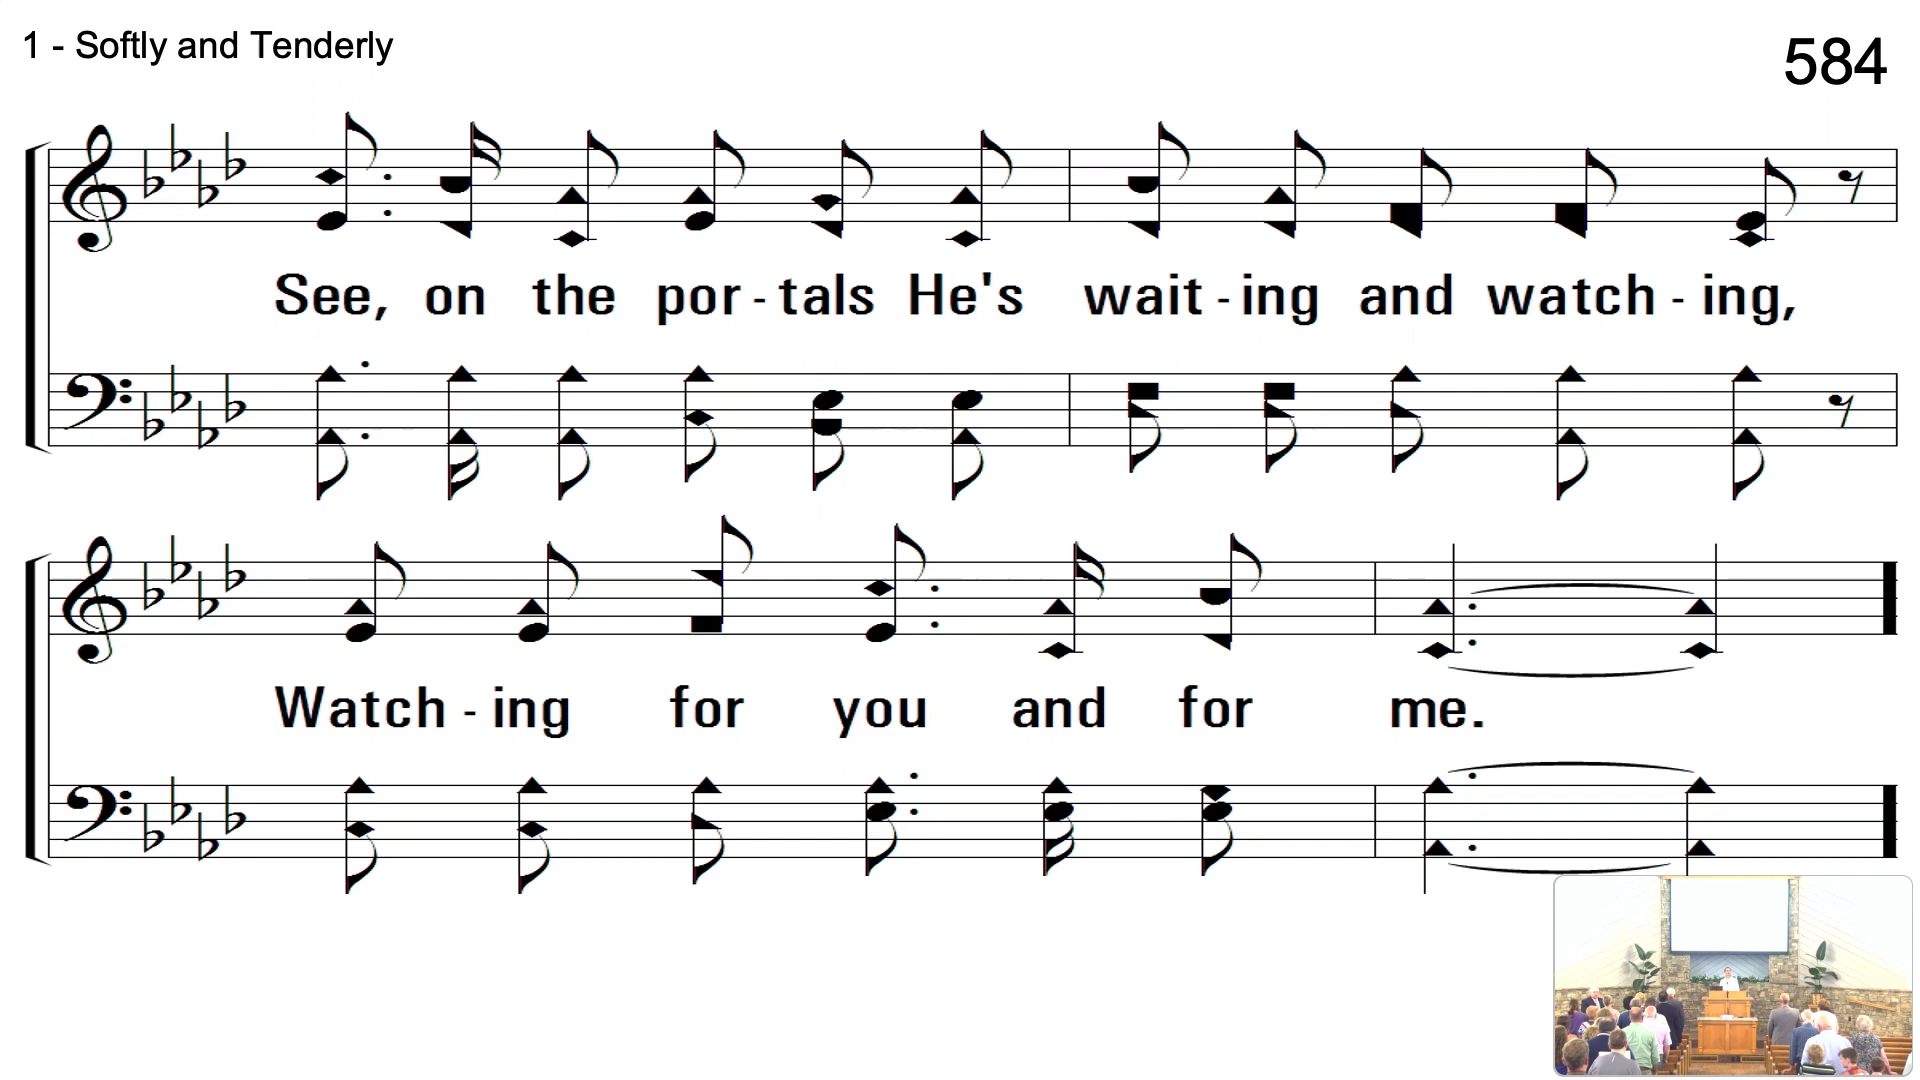 1 - Softly and Tenderly
584
See, on the por - tals He's wait - ing and watch - ing,
Watch - ing for you and for me.